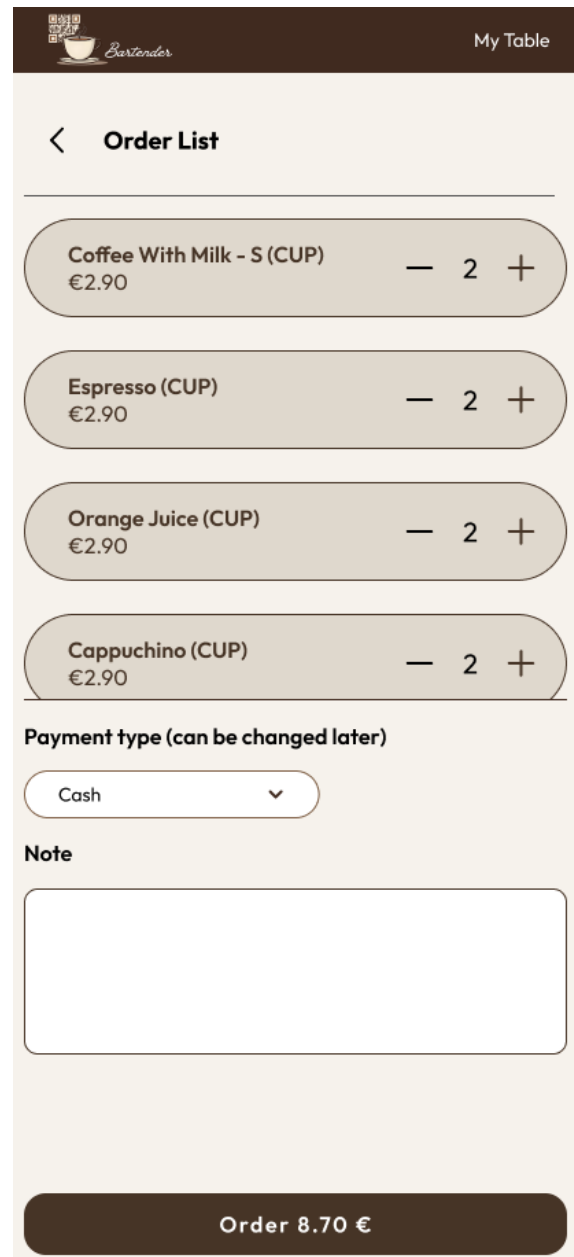 Bartender
My Table
Order List
Coffee With Milk - S (CUP)
€2.90
2
Espresso (CUP)
€2.90
2
Orange Juice (CUP)
€2.90
2
Cappuchino (CUP)
€2.90
2
Payment type (can be changed later)
Cash
Note
Order 8.70 €